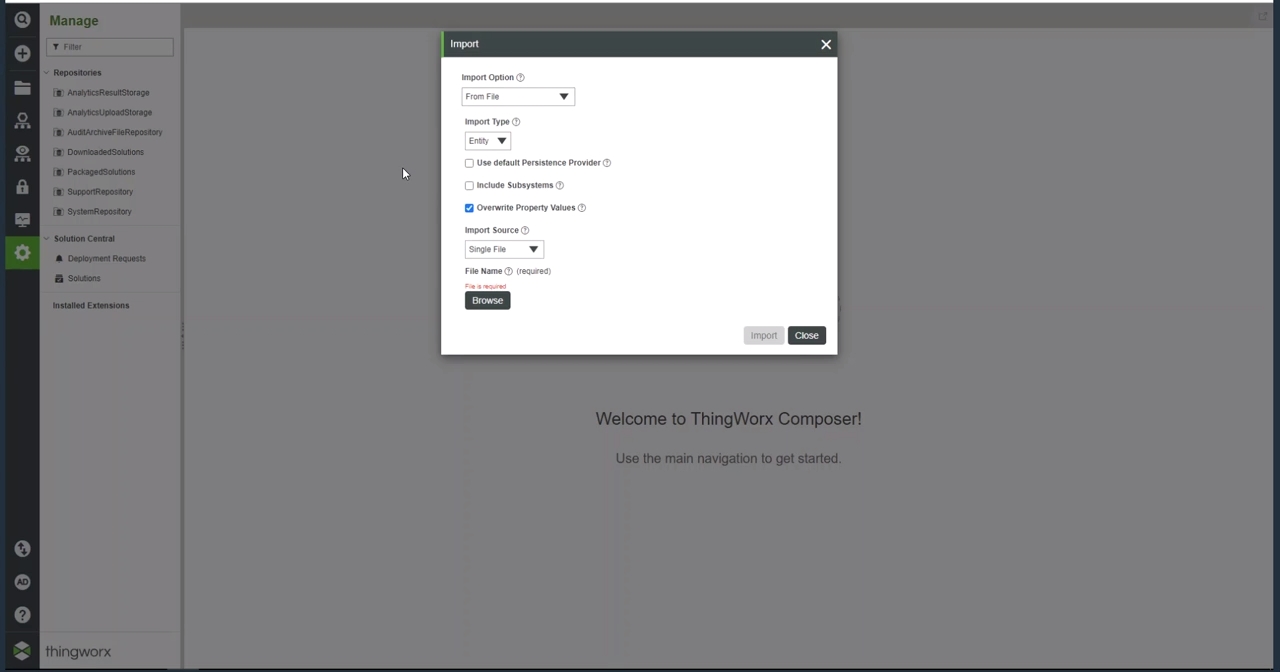 Manage
Filter
Repositories
AnalyticsResultStorage
AnalyticsUploadStorage
AuditArchiveFileRepository
DownloadedSolutions
PackagedSolutions
SupportRepository
SystemRepository
Solution Central
Deployment Requests
Solutions
Installed Extensions
AD
thingworx
Import
Import Option
From File
Import Type
Entity
Use default Persistence Provider
Include Subsystems
Overwrite Property Values
Import Source
Single File
File Name (required)
File is required
Browse
Import Close
Welcome to ThingWorx Composer!
Use the main navigation to get started.